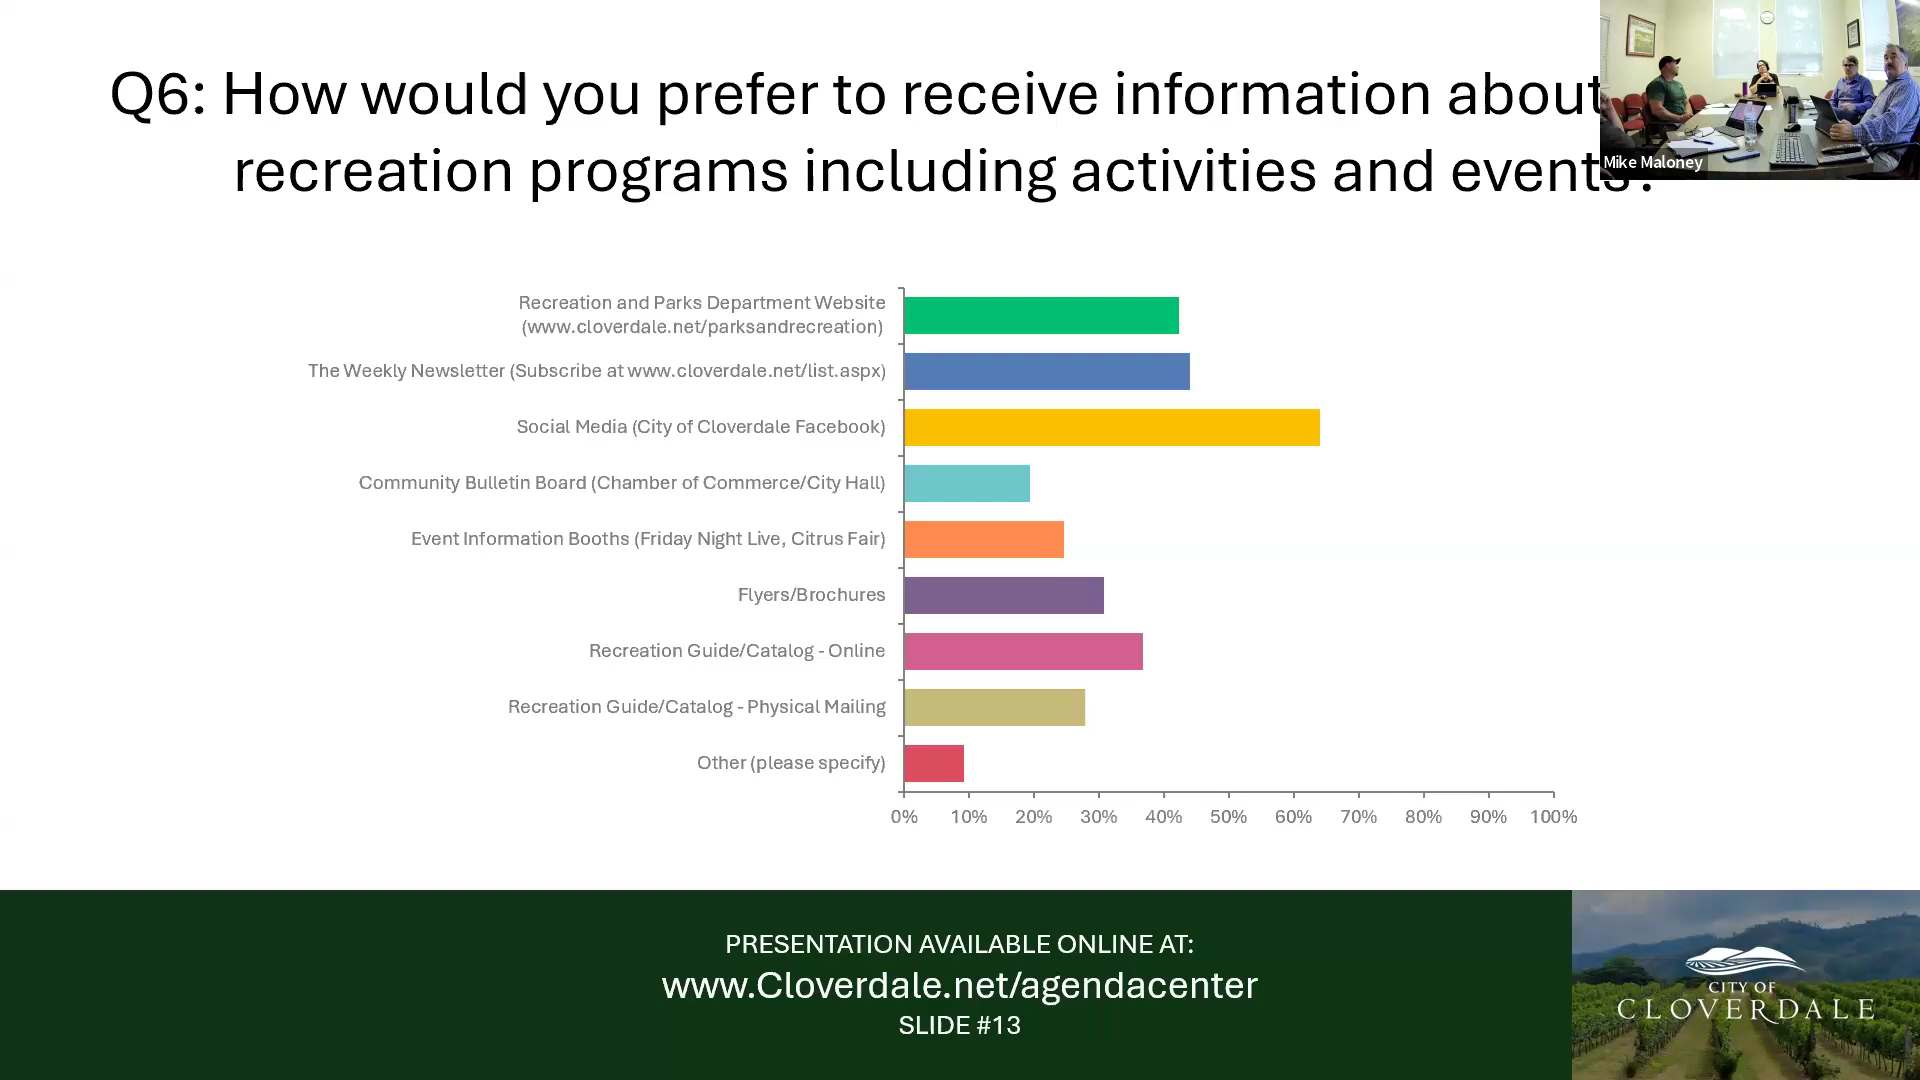 Q6: How would you prefer to receive information about
recreation programs including activities and events?
Mike Maloney
Recreation and Parks Department Website
(www.cloverdale.net/parksandrecreation)
The Weekly Newsletter (Subscribe at www.cloverdale.net/list.aspx)
Social Media (City of Cloverdale Facebook)
Community Bulletin Board (Chamber of Commerce/City Hall)
Event Information Booths (Friday Night Live, Citrus Fair)
Flyers/Brochures
Recreation Guide/Catalog - Online
Recreation Guide/Catalog - Physical Mailing
Other (please specify)
0% 10% 20% 30% 40% 50% 60% 70% 80% 90% 100%
PRESENTATION AVAILABLE ONLINE AT:
www.Cloverdale.net/agendacenter
SLIDE #13
CITY OF
CLOVERDALE